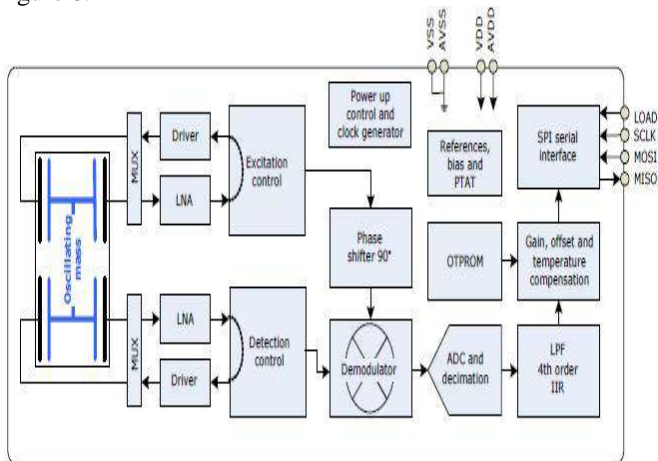 VSS
AVSS
VDD
AVDD
Power up
control and
clock generator
References,
bias and
PTAT
SPI serial
interface
LOAD
SCLK
MOSI
MISO
MUX
Driver
LNA
Excitation
control
Phase
shifter 90°
OTPROM
Gain, offset and
temperature
compensation
Oscillating
mass
MUX
LNA
Driver
Detection
control
Demodulator
ADC and
decimation
LPF
4th order
IIR